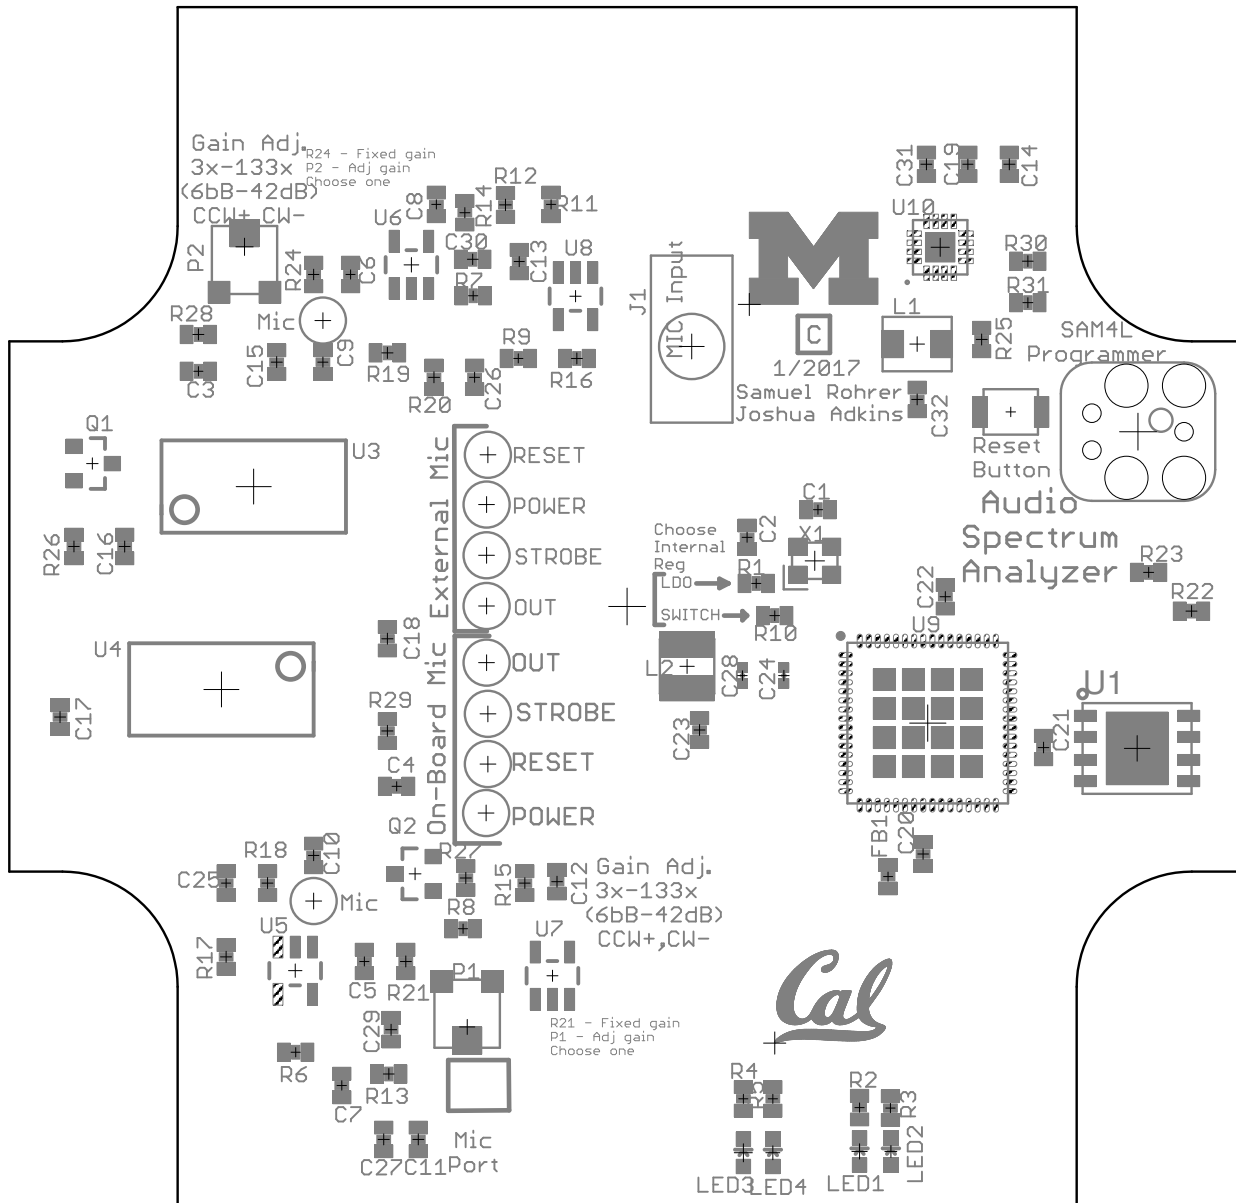 Gain Adj.
3x-133x
(6bB-42dB)
CCW+,CW-
R24 - Fixed gain
P2 - Adj gain
Choose one
P2
R24
C6
U6
C8
R14
R12
R11
C30
C13
U8
R7
R28
Mic
C3
C15
C9
R19
R20
C26
R9
R16
J1
MIC Input
M
C
1/2017
Samuel Rohrer
Joshua Adkins
C31
C19
C14
U10
R30
R31
L1
R25
C32
SAM4L
Programmer
Reset
Button
Audio
Spectrum
Analyzer
Q1
U3
R26
C16
U4
C17
C18
R29
C4
External Mic
RESET
POWER
STROBE
OUT
On-Board Mic
OUT
STROBE
RESET
POWER
Choose
Internal
Reg
LDO
SWITCH
C1
C2
X1
R1
R10
L2
C28
C24
C23
C22
U9
R23
R22
U1
C21
C20
FB1
Q2
R27
R18
C10
C25
Mic
U5
R17
R15
C12
R8
U7
Gain Adj.
3x-133x
(6bB-42dB)
CCW+,CW-
C5
R21
P1
C29
R6
R13
C7
R21 - Fixed gain
P1 - Adj gain
Choose one
C27
C11
Mic
Port
Cal
R4
R5
R2
R3
LED3
LED4
LED1
LED2